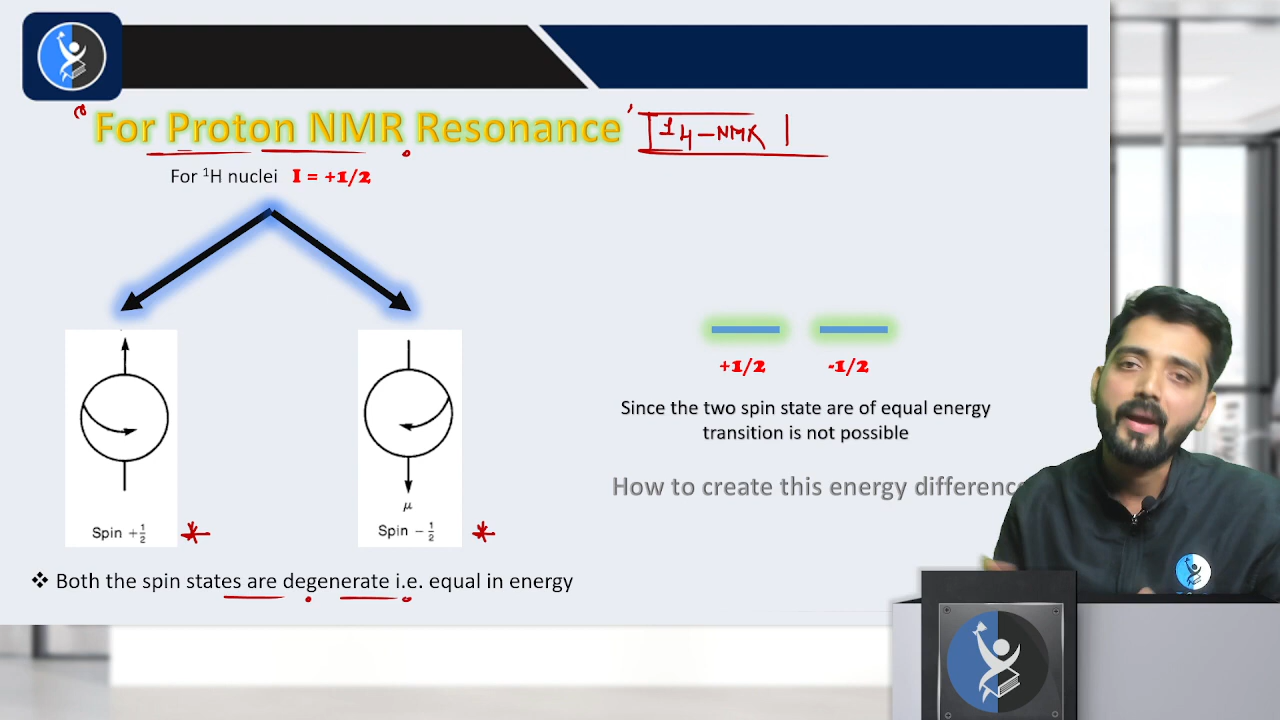 "For Proton NMR Resonance" ¹H-NMR
For ¹H nuclei I = +1/2
+1/2 -1/2
Since the two spin state are of equal energy
transition is not possible
How to create this energy difference
μ
Spin +½ * Spin -½ *
❖ Both the spin states are degenerate i.e. equal in energy